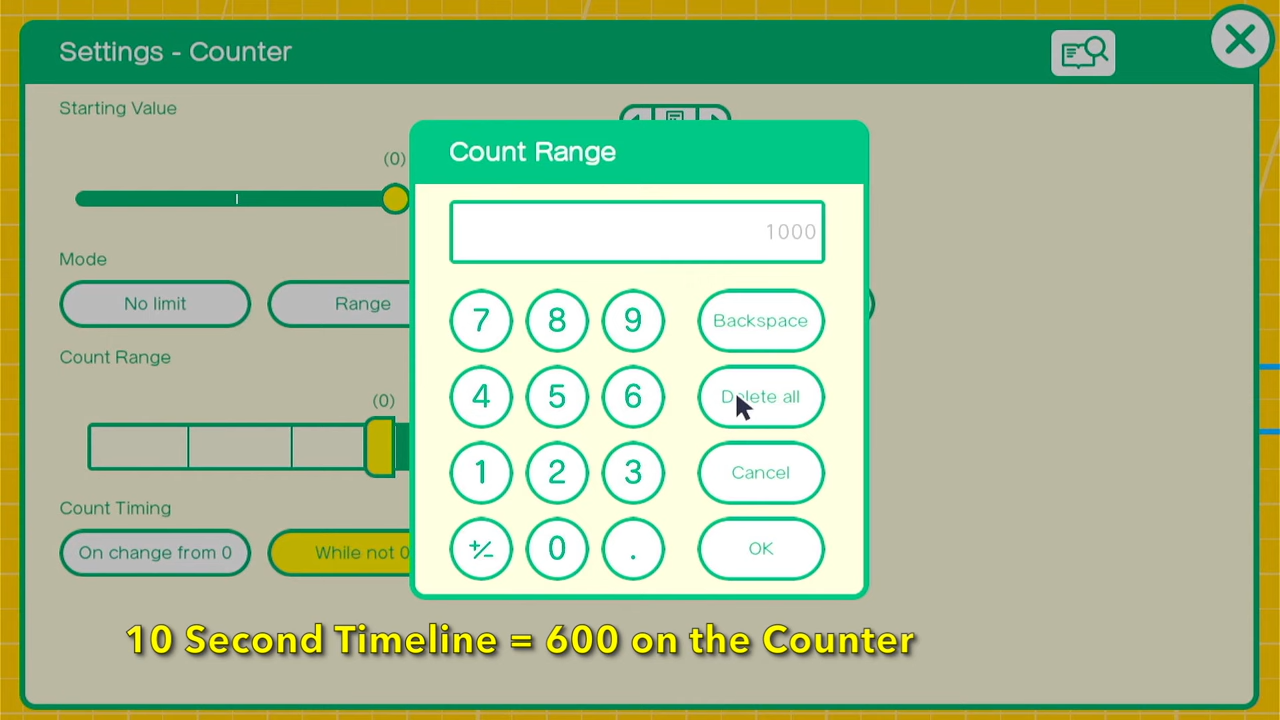 Settings - Counter
Starting Value
(0)
Mode
No limit
Range
Count Range
(0)
Count Timing
On change from 0
While not 0
Count Range
1000
7 8 9 Backspace
4 5 6 Delete all
1 2 3 Cancel
+/- 0 . OK
10 Second Timeline = 600 on the Counter